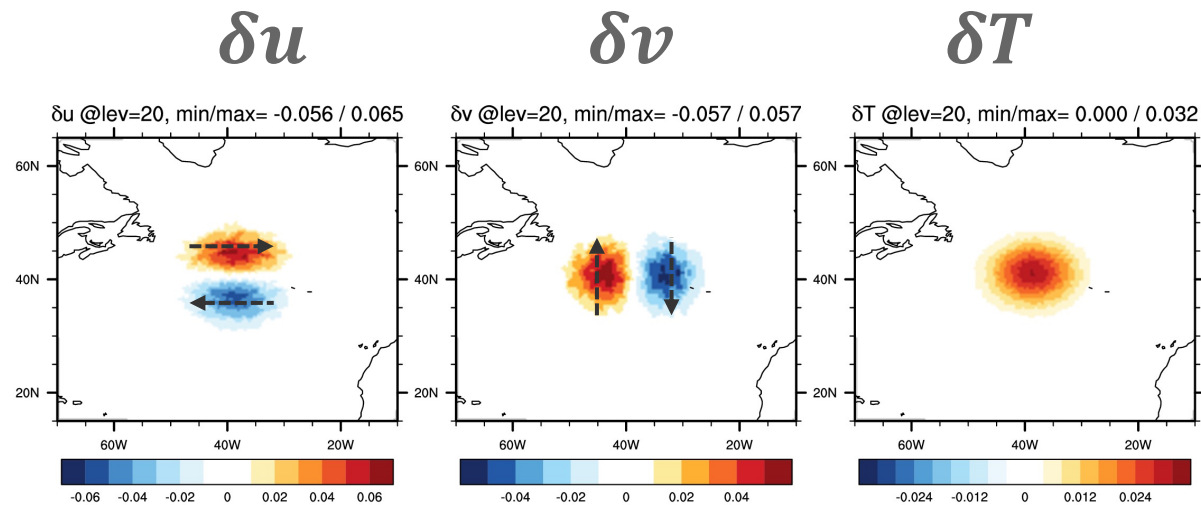 δu
δv
δT
δu @lev=20, min/max= -0.056 / 0.065
δv @lev=20, min/max= -0.057 / 0.057
δT @lev=20, min/max= 0.000 / 0.032
60N
40N
20N
60W 40W 20W
-0.06 -0.04 -0.02 0 0.02 0.04 0.06
60N
40N
20N
60W 40W 20W
-0.04 -0.02 0 0.02 0.04
60N
40N
20N
60W 40W 20W
-0.024 -0.012 0 0.012 0.024